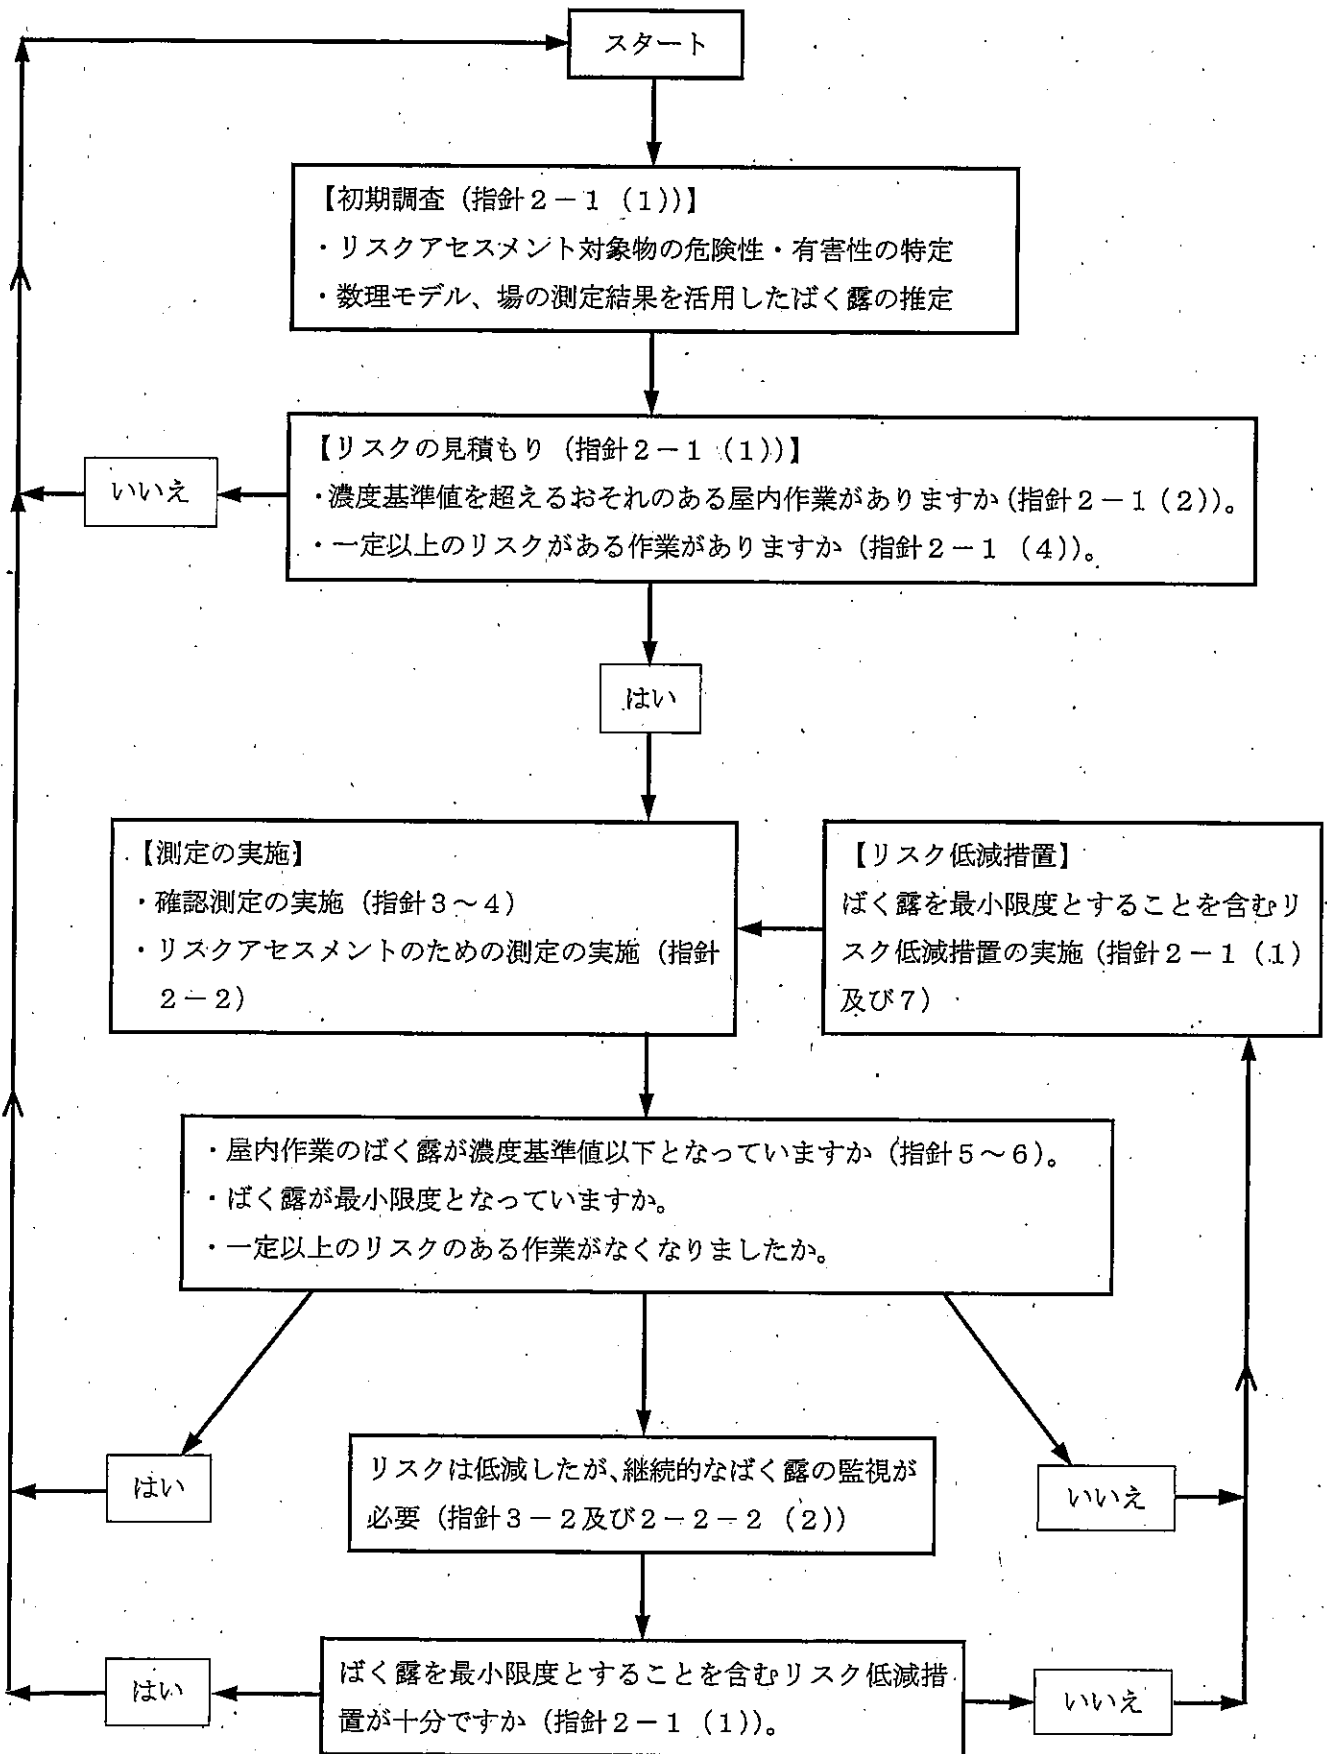 スタート
【初期調査（指針２－１（１））】
・リスクアセスメント対象物の危険性・有害性の特定
・数理モデル、場の測定結果を活用したばく露の推定
【リスクの見積もり（指針２－１（１））】
・濃度基準値を超えるおそれのある屋内作業がありますか（指針２－１（２））。
・一定以上のリスクがある作業がありますか（指針２－１（４））。
いいえ
はい
【測定の実施】
・確認測定の実施（指針３～４）
・リスクアセスメントのための測定の実施（指針
２－２）
【リスク低減措置】
ばく露を最小限度とすることを含むリ
スク低減措置の実施（指針２－１（１）
及び７）
・屋内作業のばく露が濃度基準値以下となっていますか（指針５～６）。
・ばく露が最小限度となっていますか。
・一定以上のリスクのある作業がなくなりましたか。
はい
リスクは低減したが、継続的なばく露の監視が
必要（指針３－２及び２－２－２（２））
いいえ
はい
ばく露を最小限度とすることを含むリスク低減措
置が十分ですか（指針２－１（１））。
いいえ